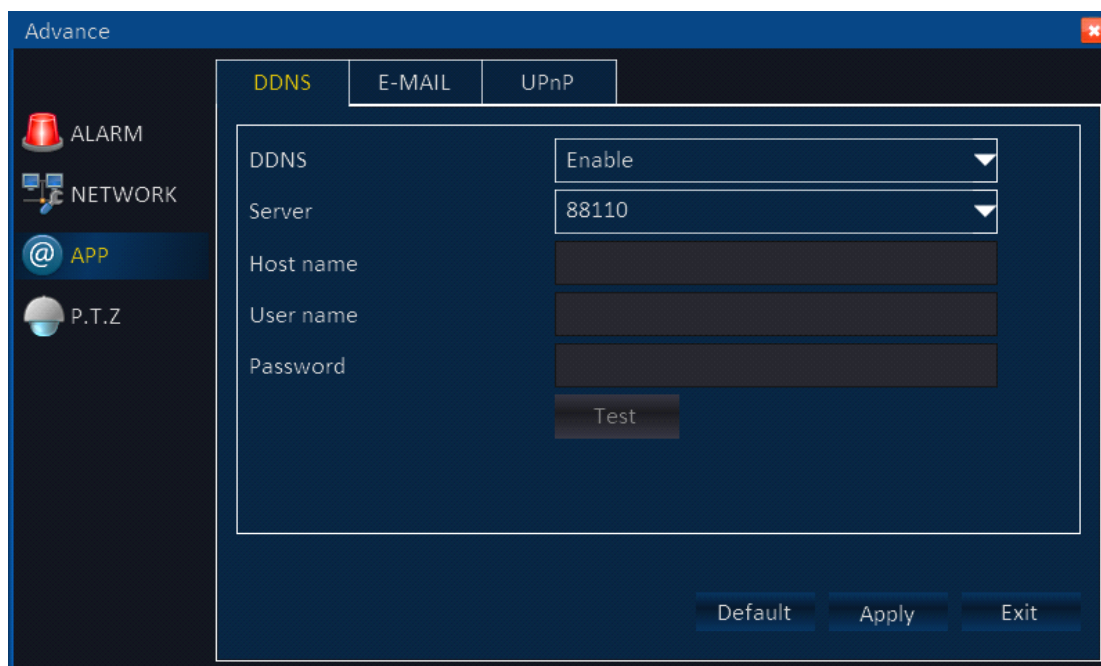 Advance
DDNS E-MAIL UPnP
ALARM
NETWORK
APP
P.T.Z
DDNS Enable
Server 88110
Host name
User name
Password
Test
Default Apply Exit